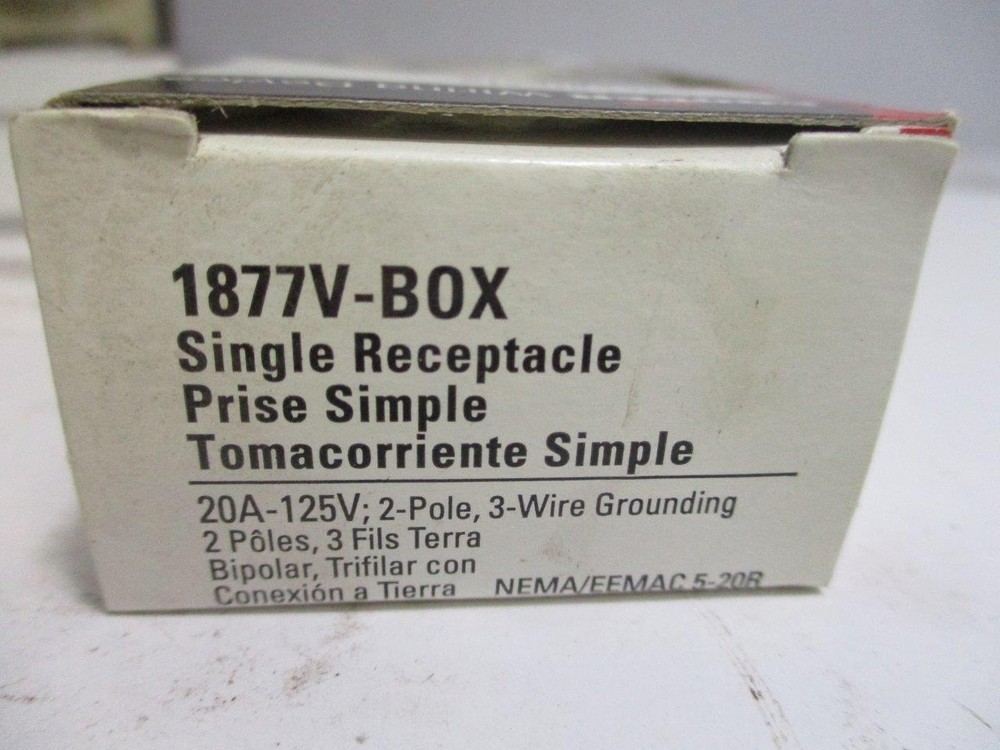 1877V-BOX
Single Receptacle
Prise Simple
Tomacorriente Simple
20A-125V; 2-Pole, 3-Wire Grounding
2 Pôles, 3 Fils Terra
Bipolar, Trifilar con
Conexión a Tierra NEMA/EEMAC 5-20R